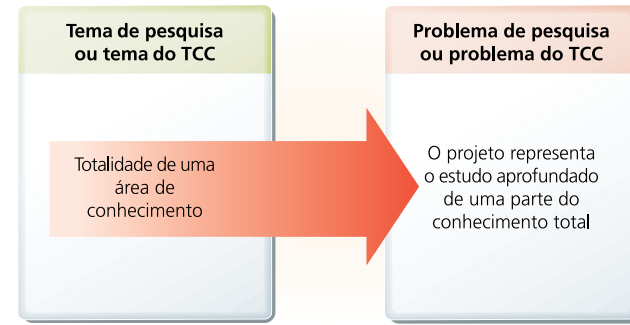 Tema de pesquisa
ou tema do TCC
Totalidade de uma
área de
conhecimento
Problema de pesquisa
ou problema do TCC
O projeto representa
o estudo aprofundado
de uma parte do
conhecimento total